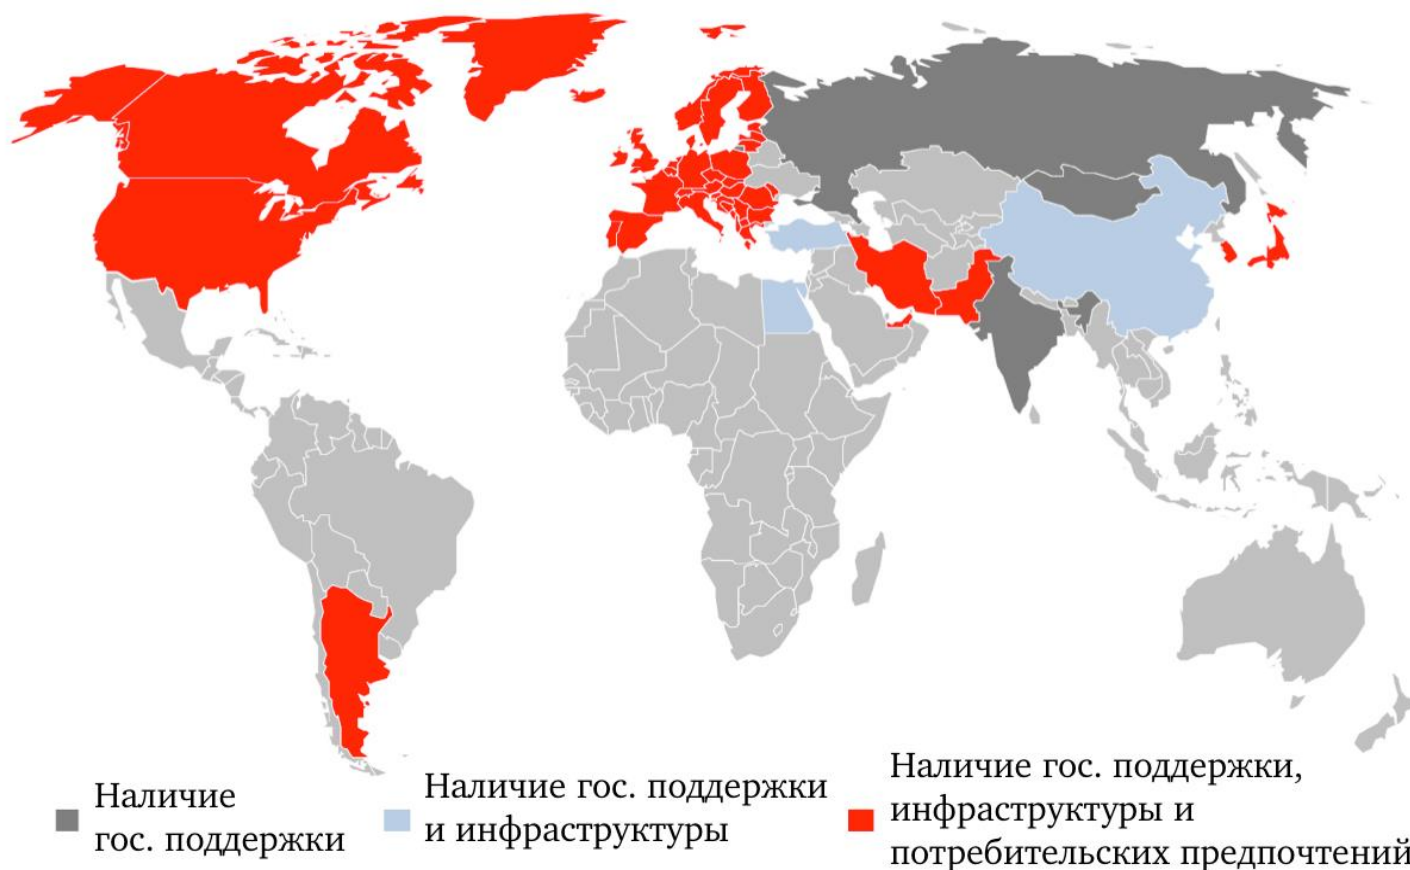 Наличие
гос. поддержки
Наличие гос. поддержки
и инфраструктуры
Наличие гос. поддержки,
инфраструктуры и
потребительских предпочтений